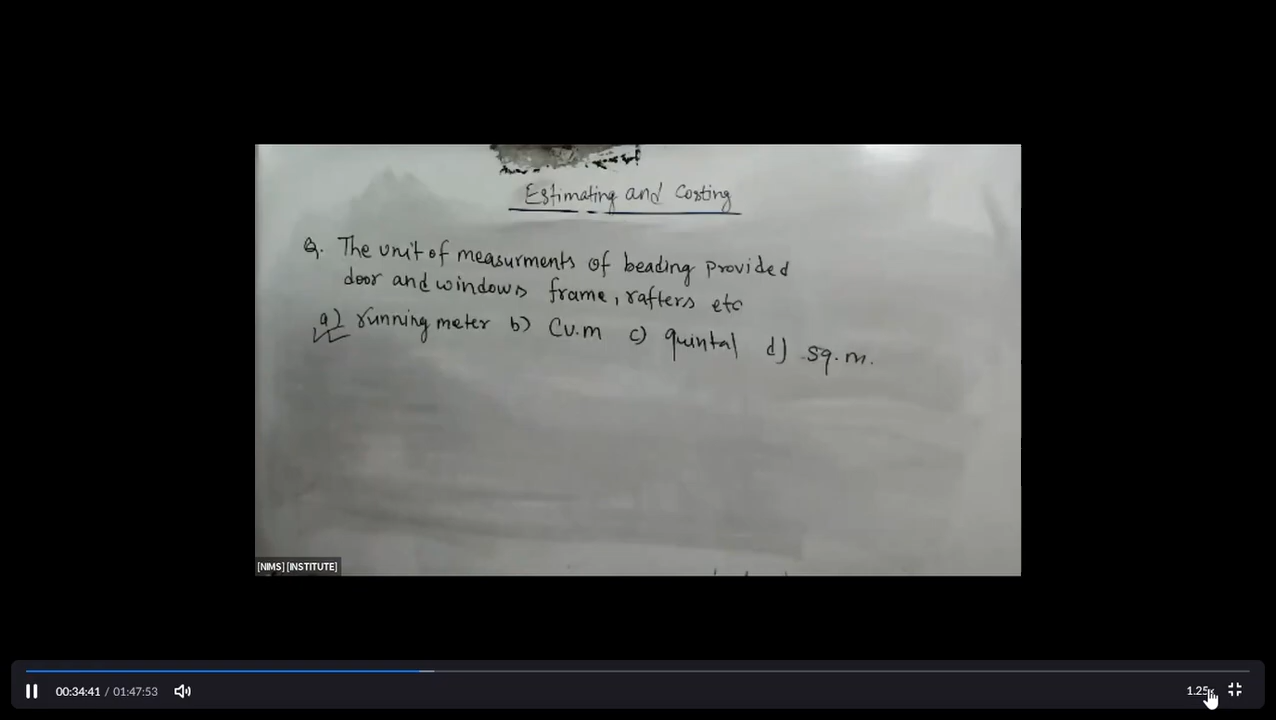 Estimating and Costing
Q. The unit of measurments of beading provided
door and windows frame, rafters etc
a) running meter b) Cu.m c) quintal d) sq.m.
[NIMS] [INSTITUTE]
00:34:41 / 01:47:53
1.25x